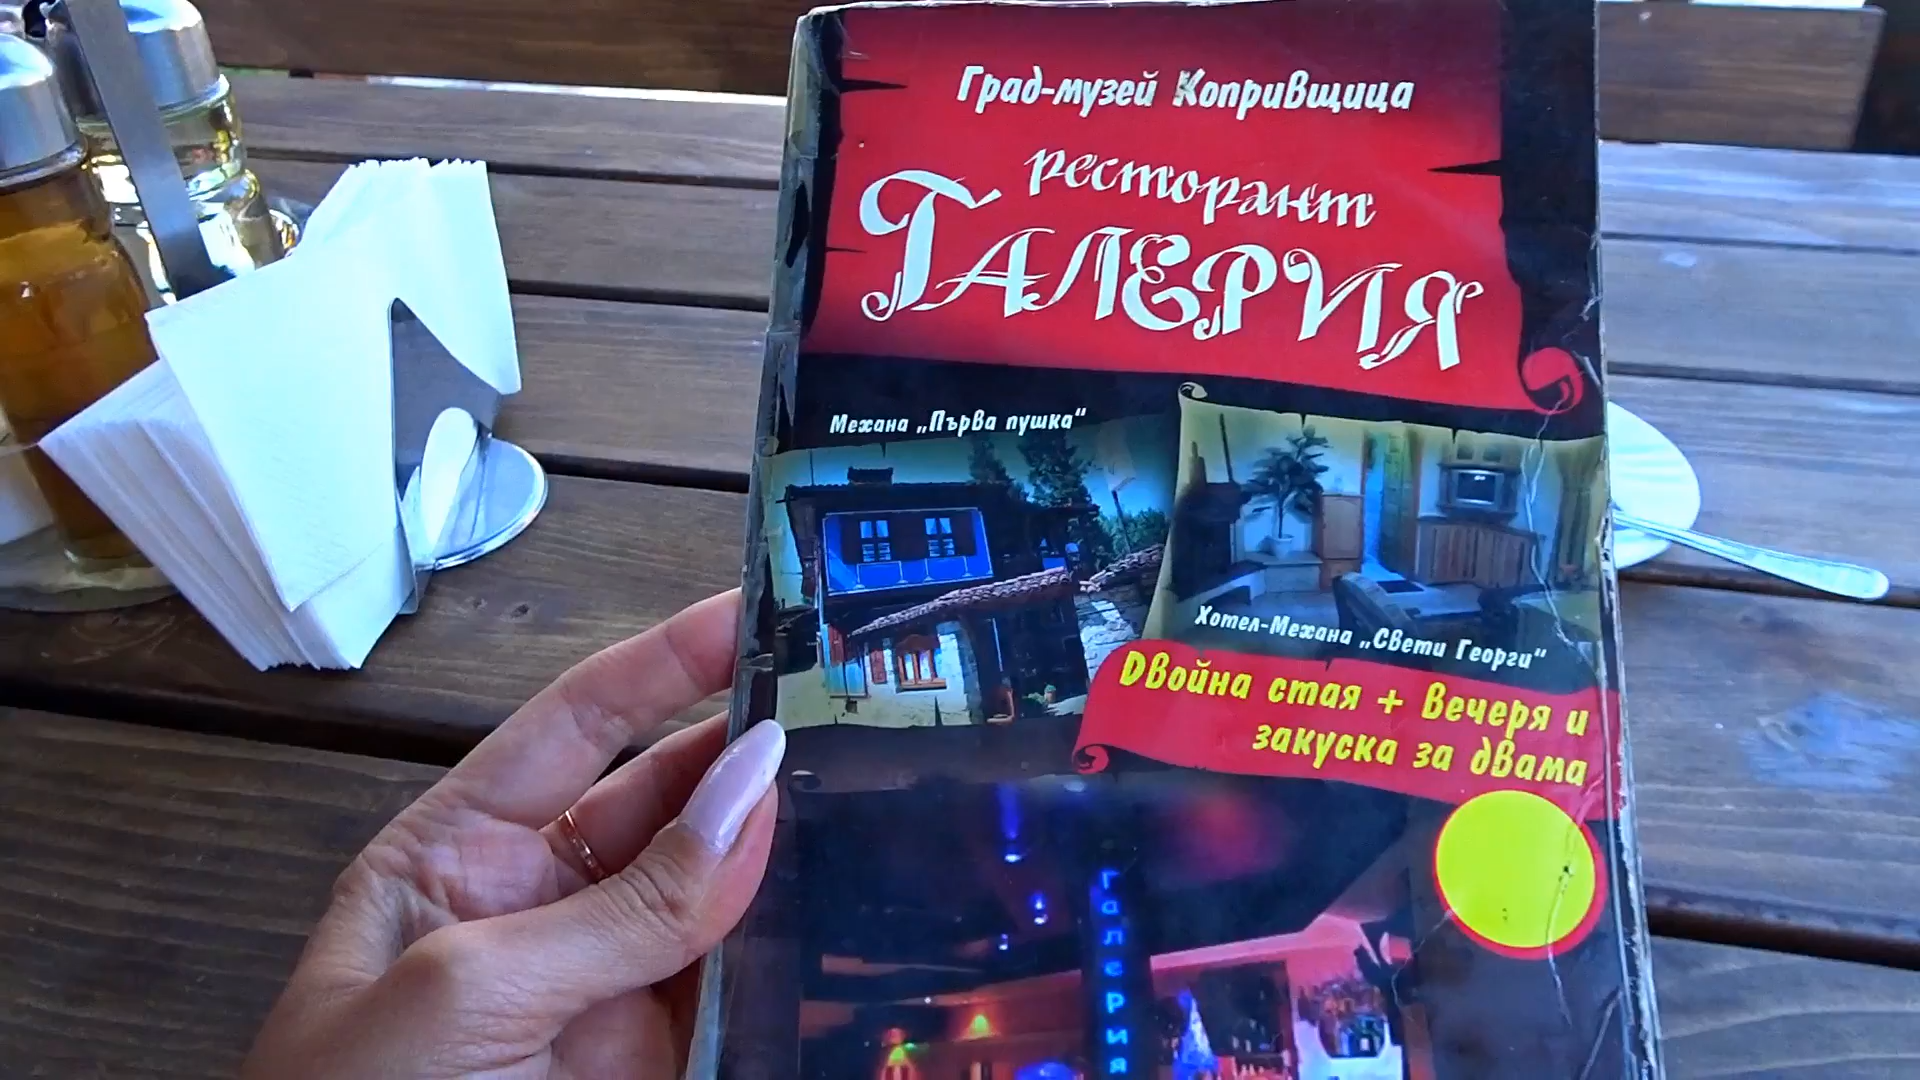 Град-музей Копривщица
ресторант
ГАЛЕРИЯ
Механа „Първа пушка“
Хотел-Механа „Свети Георги“
Двойна стая + Вечеря и
закуска за двама
Галерия